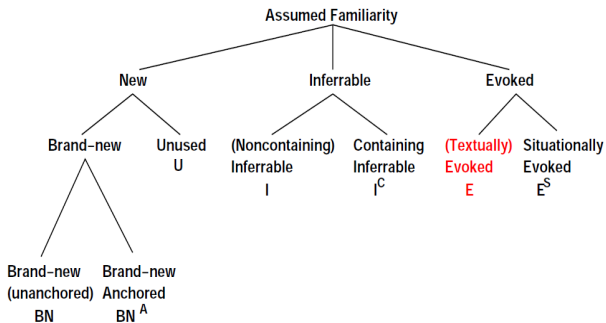 Assumed Familiarity
New Inferrable Evoked
Brand-new Unused (Noncontaining) Containing (Textually) Situationally
U Inferrable Inferrable Evoked Evoked
I I^C E E^S
Brand-new Brand-new
(unanchored) Anchored
BN BN^A